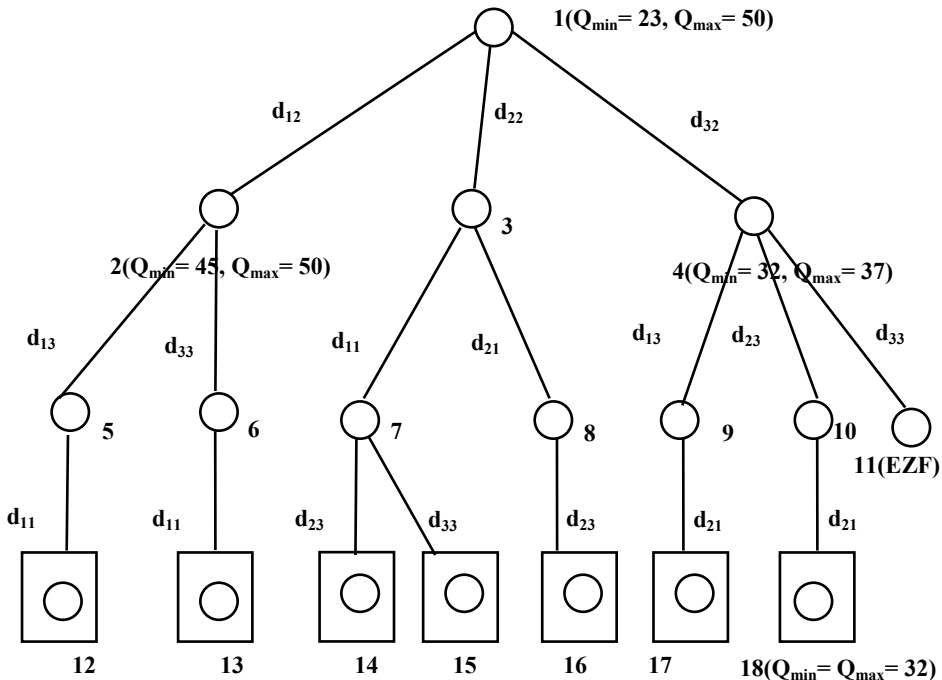 1(Qmin= 23, Qmax= 50)
d12
d22
d32
3
2(Qmin= 45, Qmax= 50)
4(Qmin= 32, Qmax= 37)
d13
d33
d11
d21
d13
d23
d33
5
6
7
8
9
10
11(EZF)
d11
d11
d23
d33
d23
d21
d21
12
13
14
15
16
17
18(Qmin= Qmax= 32)